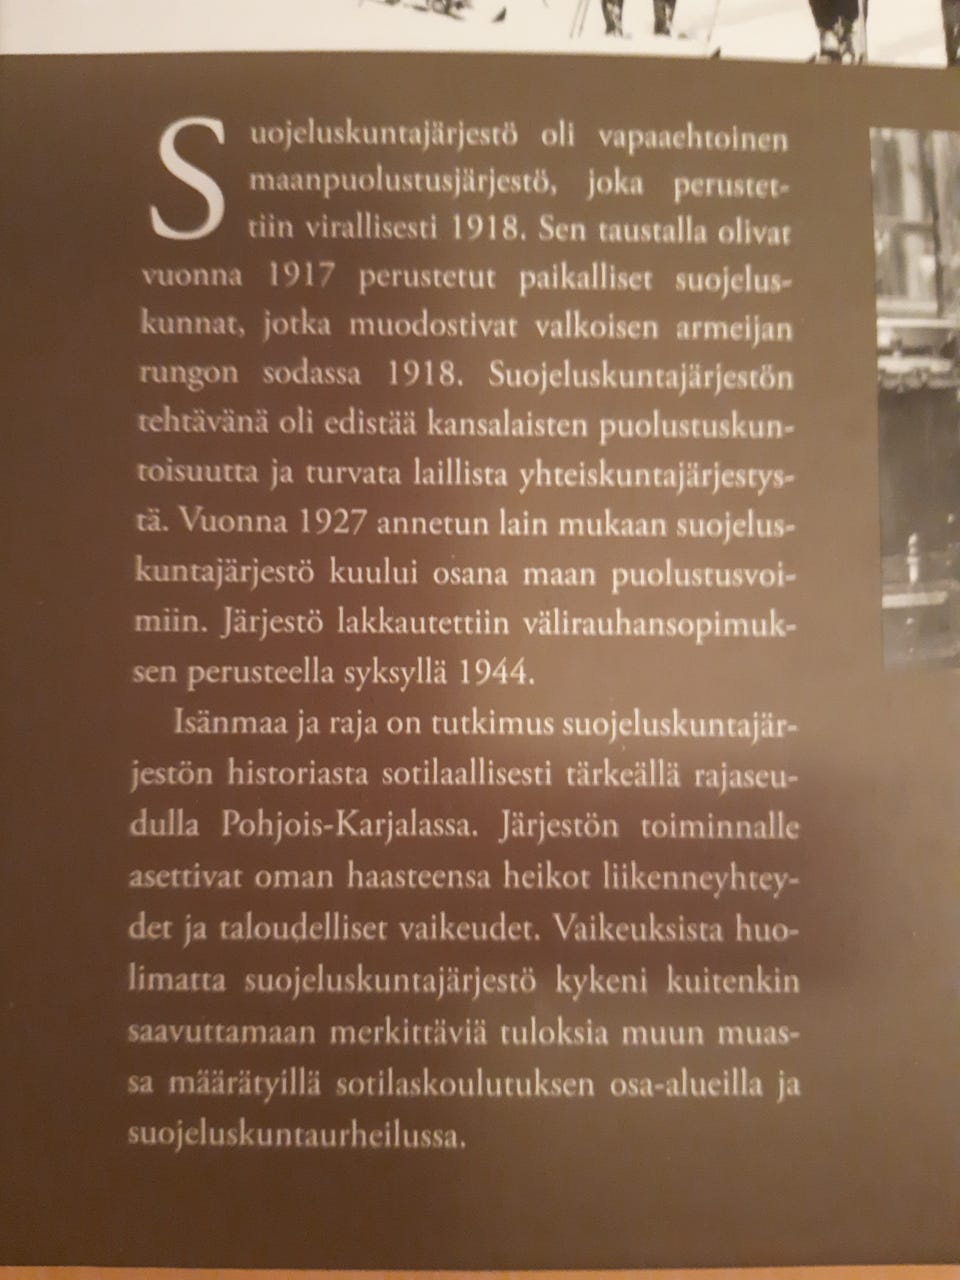 Suojeluskuntajärjestö oli vapaaehtoinen
maanpuolustusjärjestö, joka perustet-
tiin virallisesti 1918. Sen taustalla olivat
vuonna 1917 perustetut paikalliset suojelus-
kunnat, jotka muodostivat valkoisen armeijan
rungon sodassa 1918. Suojeluskuntajärjestön
tehtävänä oli edistää kansalaisten puolustuskun-
toisuutta ja turvata laillista yhteiskuntajärjestys-
tä. Vuonna 1927 annetun lain mukaan suojelus-
kuntajärjestö kuului osana maan puolustusvoi-
miin. Järjestö lakkautettiin välirauhansopimuk-
sen perusteella syksyllä 1944.
Isänmaa ja raja on tutkimus suojeluskuntajär-
jestön historiasta sotilaallisesti tärkeällä rajaseu-
dulla Pohjois-Karjalassa. Järjestön toiminnalle
asettivat oman haasteensa heikot liikenneyhtey-
det ja taloudelliset vaikeudet. Vaikeuksista huo-
limatta suojeluskuntajärjestö kykeni kuitenkin
saavuttamaan merkittäviä tuloksia muun muas-
sa määrätyillä sotilaskoulutuksen osa-alueilla ja
suojeluskuntaurheilussa.